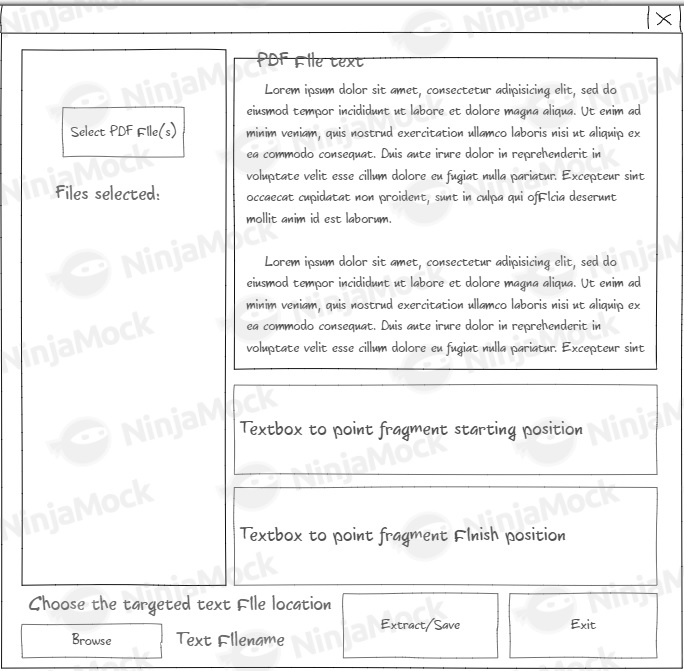 NinjaMock
PDF FIle text
Select PDF FIle(s)
Files selected:
Lorem ipsum dolor sit amet, consectetur adipisicing elit, sed do
eiusmod tempor incididunt ut labore et dolore magna aliqua. Ut enim ad
minim veniam, quis nostrud exercitation ullamco laboris nisi ut aliquip ex
ea commodo consequat. Duis aute irure dolor in reprehenderit in
voluptate velit esse cillum dolore eu fugiat nulla pariatur. Excepteur sint
occaecat cupidatat non proident, sunt in culpa qui ofFIcia deserunt
mollit anim id est laborum.
Lorem ipsum dolor sit amet, consectetur adipisicing elit, sed do
eiusmod tempor incididunt ut labore et dolore magna aliqua. Ut enim ad
minim veniam, quis nostrud exercitation ullamco laboris nisi ut aliquip ex
ea commodo consequat. Duis aute irure dolor in reprehenderit in
voluptate velit esse cillum dolore eu fugiat nulla pariatur. Excepteur sint
Textbox to point fragment starting position
Textbox to point fragment FInish position
Choose the targeted text FIle location
Browse
Text FIlename
Extract/Save
Exit